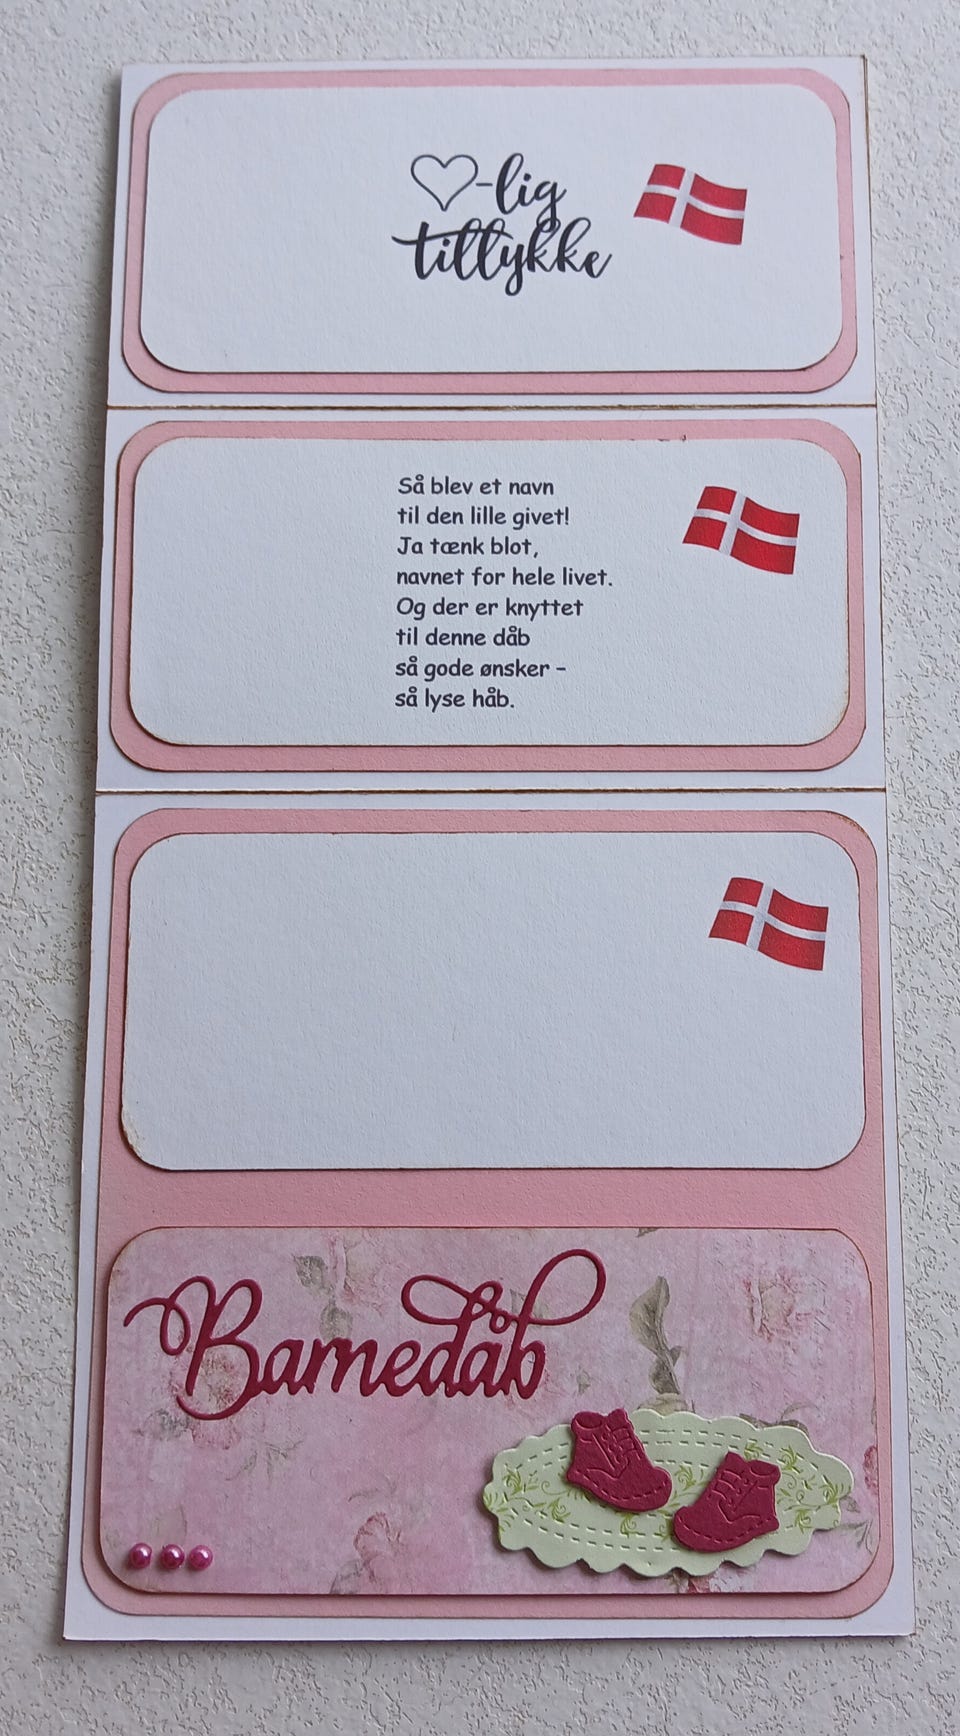 ♡-lig
tillykke
Så blev et navn
til den lille givet!
Ja tænk blot,
navnet for hele livet.
Og der er knyttet
til denne dåb
så gode ønsker -
så lyse håb.
Barnedåb